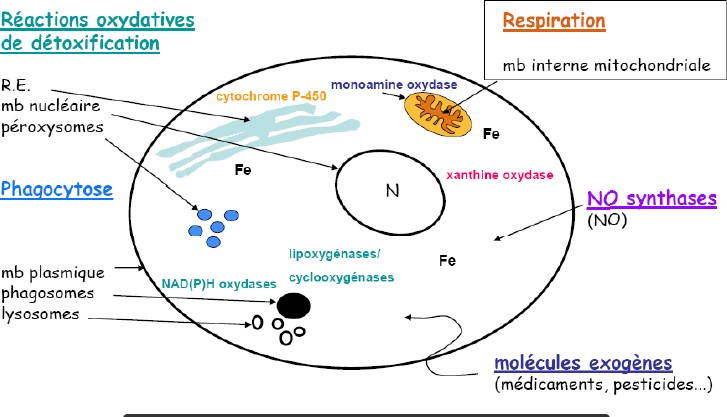 Réactions oxydatives
de détoxification
Respiration
mb interne mitochondriale
R.E.
mb nucléaire
péroxysomes
cytochrome P-450
monoamine oxydase
Fe
Fe
xanthine oxydase
N
Phagocytose
NO synthases
(NO)
lipoxygénases/
cyclooxygénases
Fe
mb plasmique
phagosomes
lysosomes
NAD(P)H oxydases
molécules exogènes
(médicaments, pesticides...)